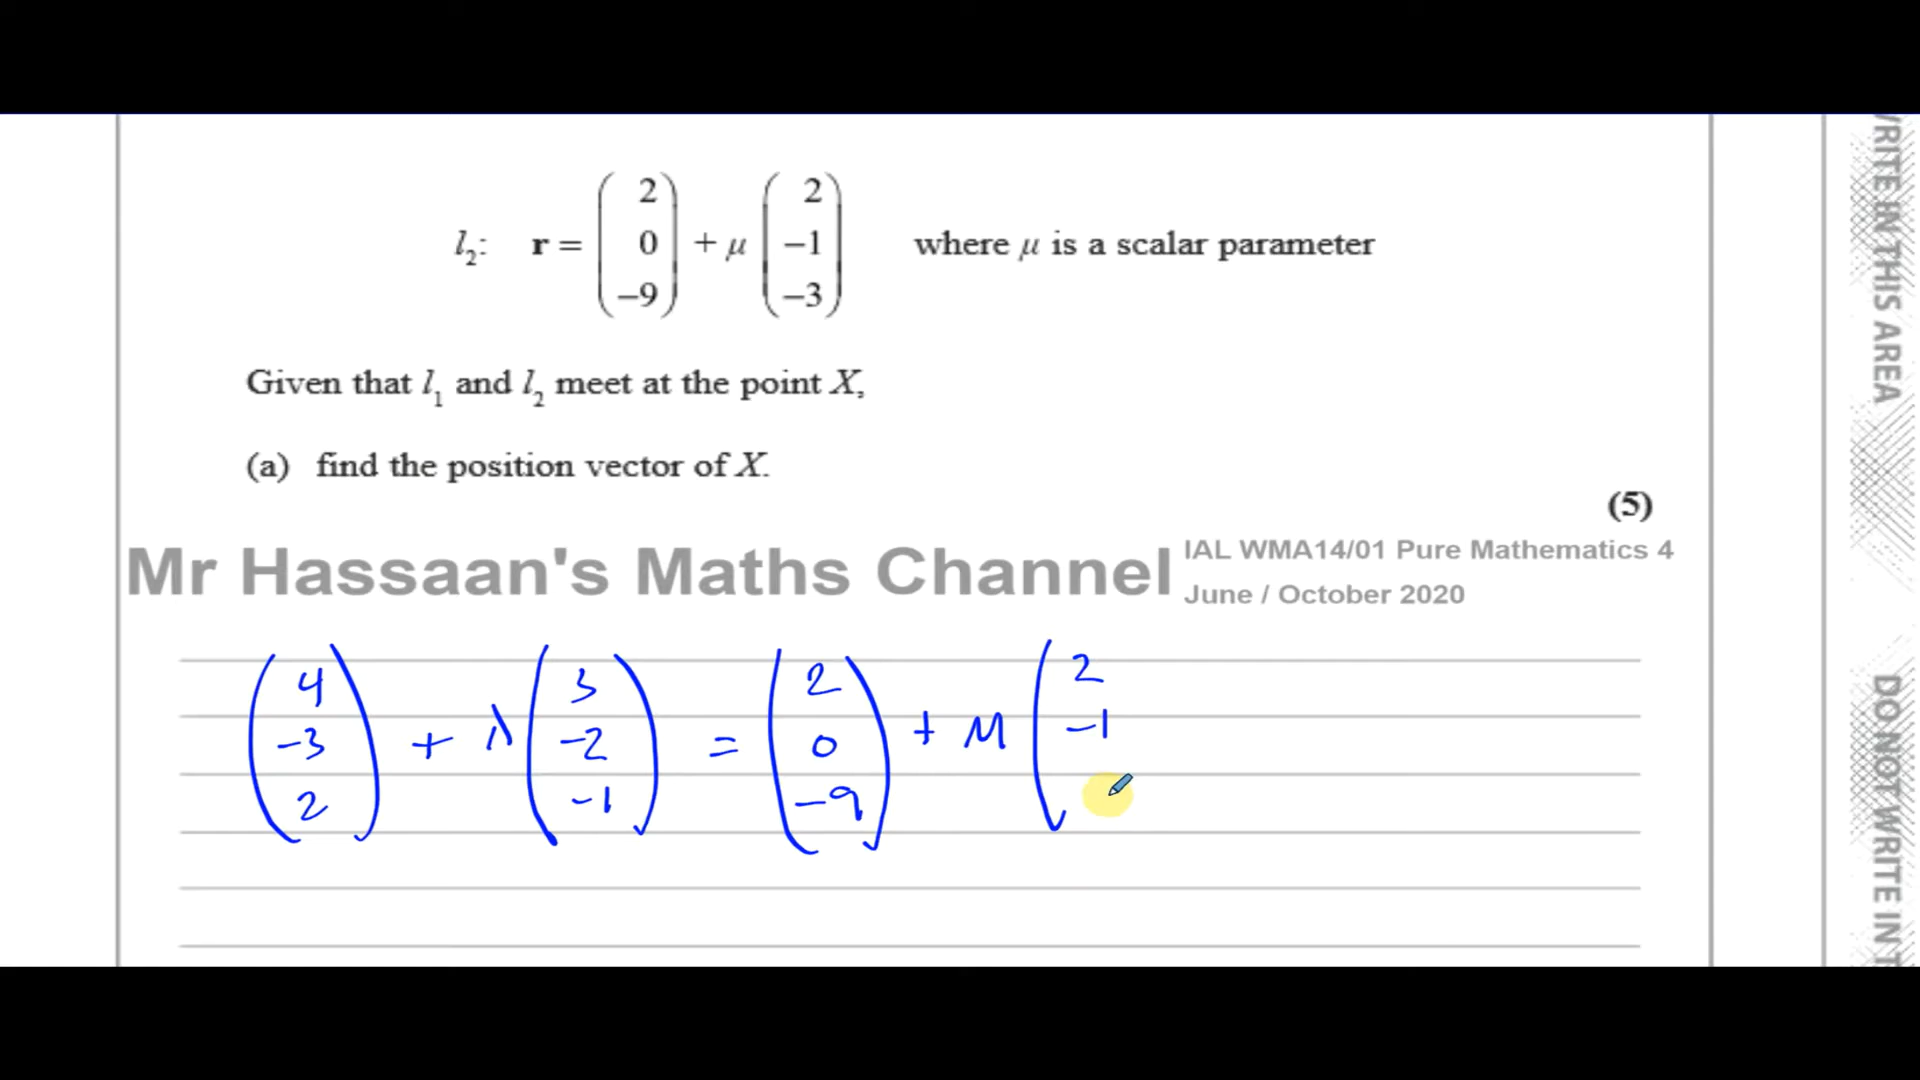 l₂: r = (2 0 −9) + μ (2 −1 −3) where μ is a scalar parameter
Given that l₁ and l₂ meet at the point X,
(a) find the position vector of X.
(5)
Mr Hassaan's Maths Channel
IAL WMA14/01 Pure Mathematics 4
June / October 2020
(4 -3 2) + λ (3 -2 -1) = (2 0 -9) + μ (2 -1
WRITE IN THIS AREA
DO NOT WRITE IN T